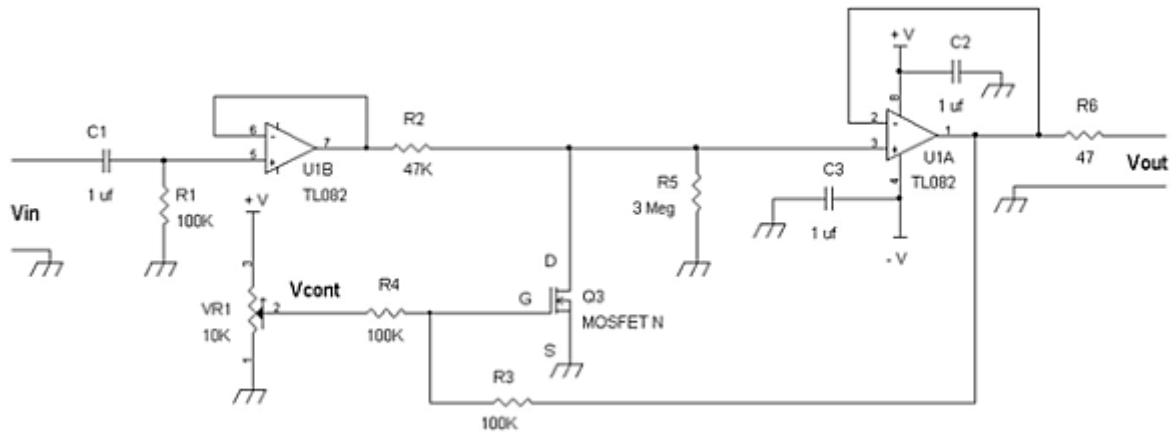 + V
C2
8
1 uf
R6
2
1
47
3
U1A
TL082
Vout
C1
6
7
R2
5
U1B
47K
TL082
1 uf
R1
100K
R5
3 Meg
C3
4
1 uf
- V
Vin
+ V
3
D
Vcont
R4
G
Q3
VR1
2
MOSFET N
10K
100K
1
S
R3
100K